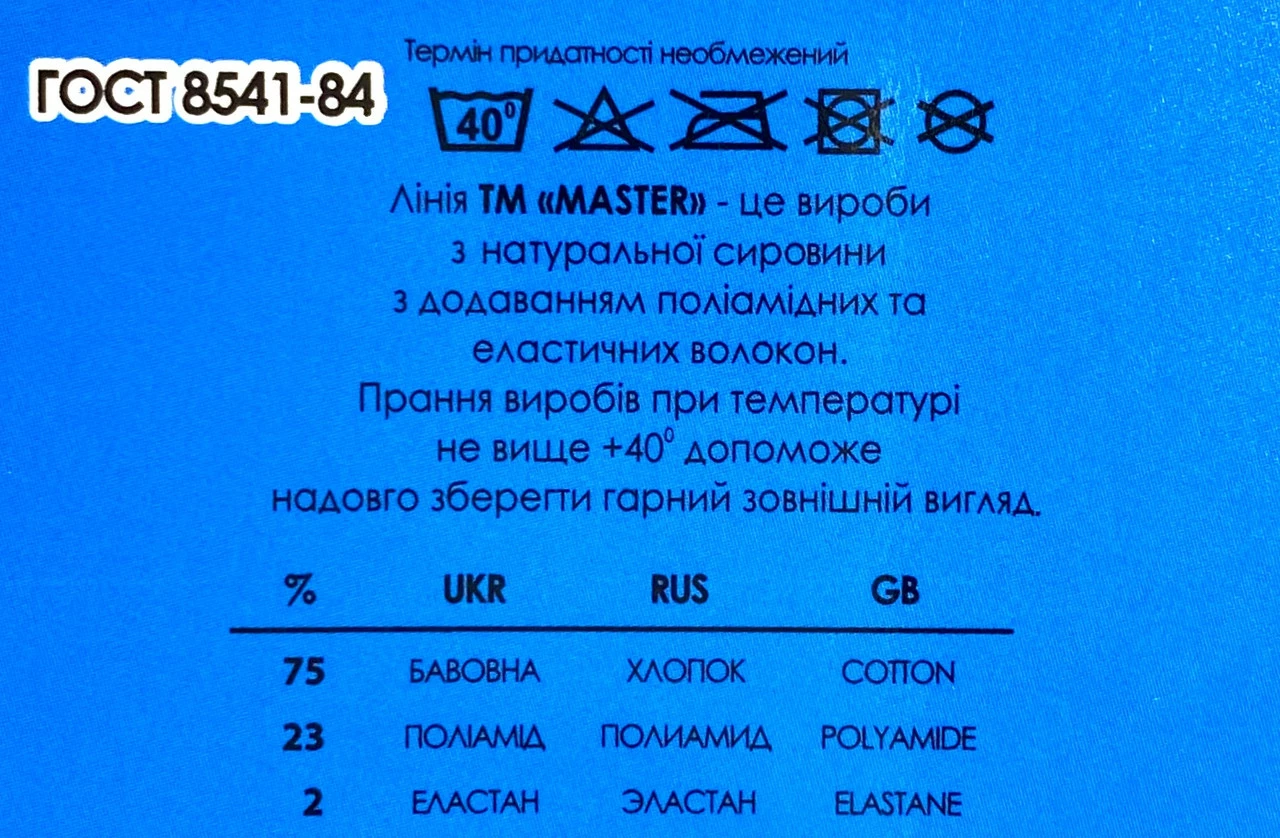 Термін придатності необмежений
ГОСТ 8541-84
40⁰
Лінія ТМ «MASTER» - це вироби
з натуральної сировини
з додаванням поліамідних та
еластичних волокон.
Прання виробів при температурі
не вище +40⁰ допоможе
надовго зберегти гарний зовнішній вигляд.
% UKR RUS GB
75 БАВОВНА ХЛОПОК COTTON
23 ПОЛІАМІД ПОЛИАМИД POLYAMIDE
2 ЕЛАСТАН ЭЛАСТАН ELASTANE